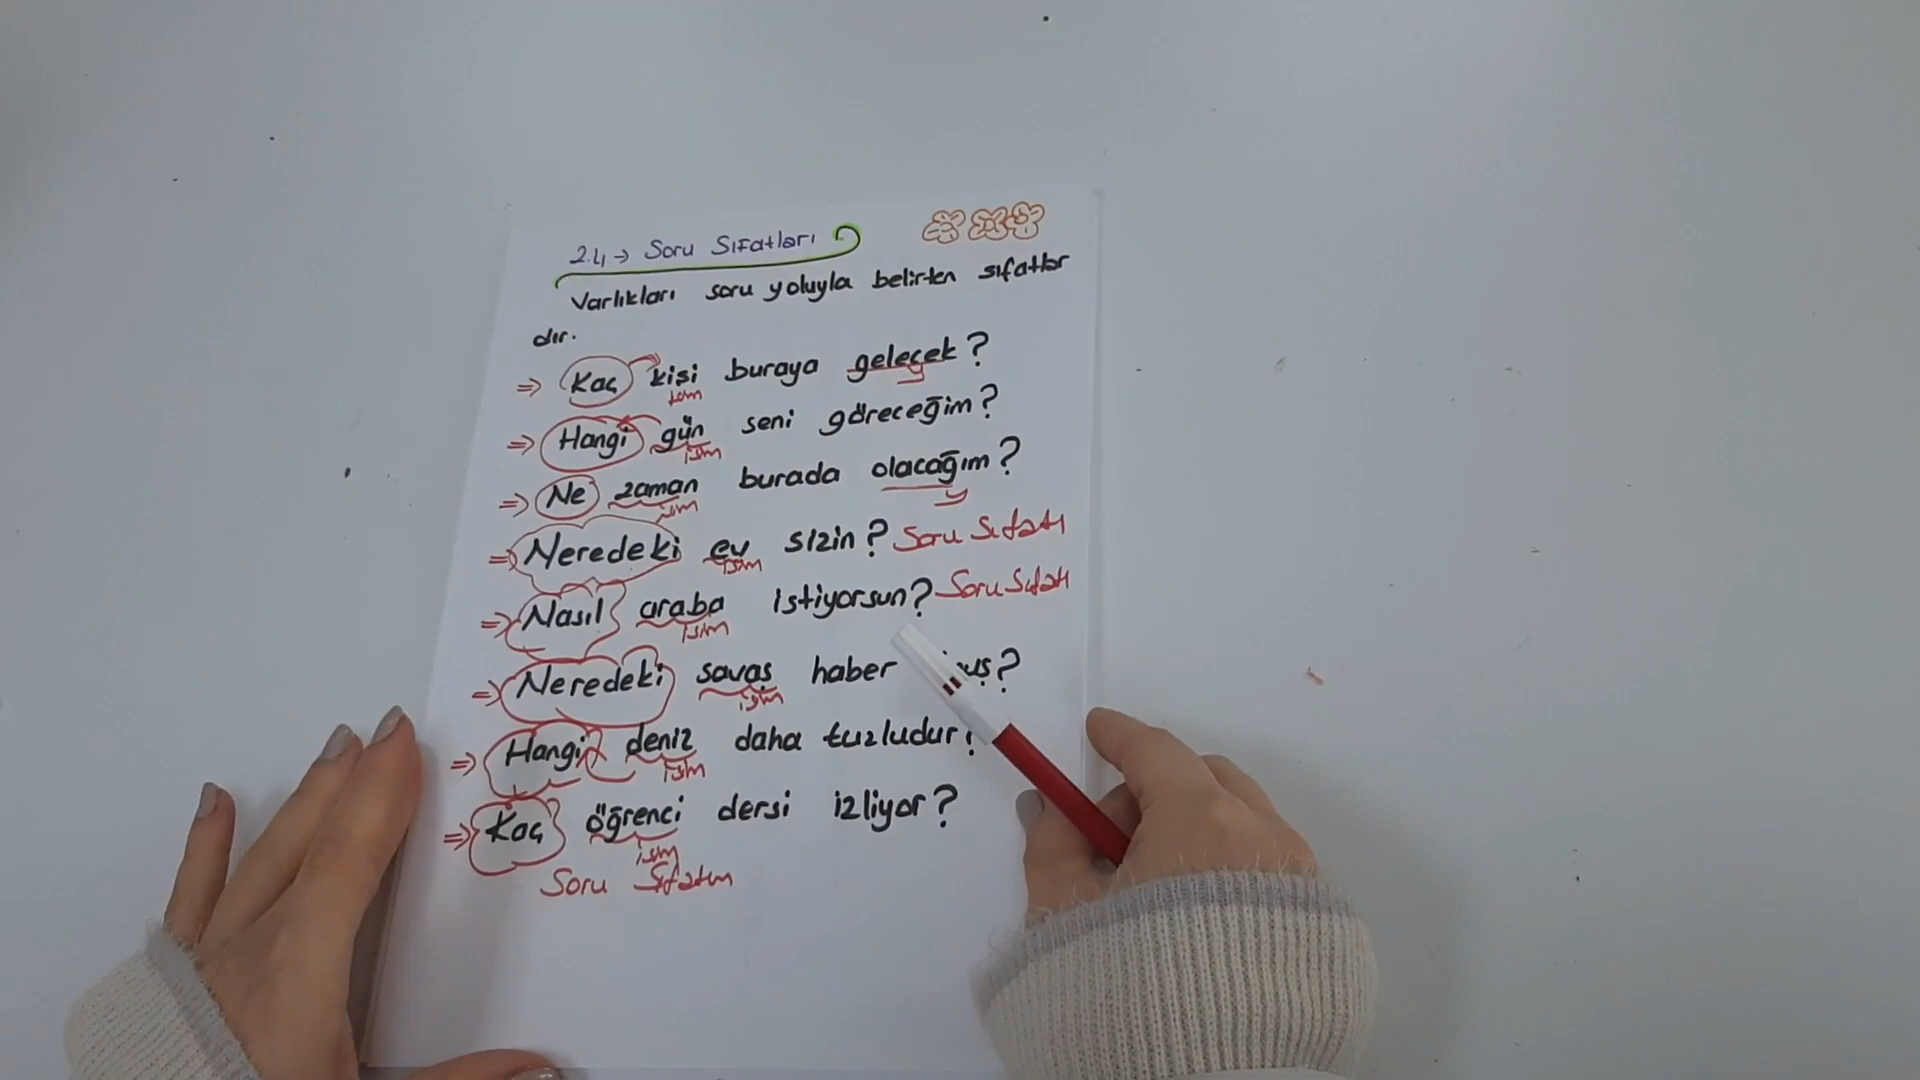 2.4 → Soru Sıfatları
Varlıkları soru yoluyla belirten sıfatlar
dır.
⇒ Kaç kişi buraya gelecek?
isim y
⇒ Hangi gün seni göreceğim?
isim
⇒ Ne zaman burada olacağım?
isim y
⇒ Neredeki ev sizin? Soru Sıfatı
isim
⇒ Nasıl araba istiyorsun? Soru Sıfatı
isim
⇒ Neredeki savaş haber
isim
⇒ Hangi deniz daha tuzludur?
isim
⇒ Kaç öğrenci dersi izliyor?
isim
Soru